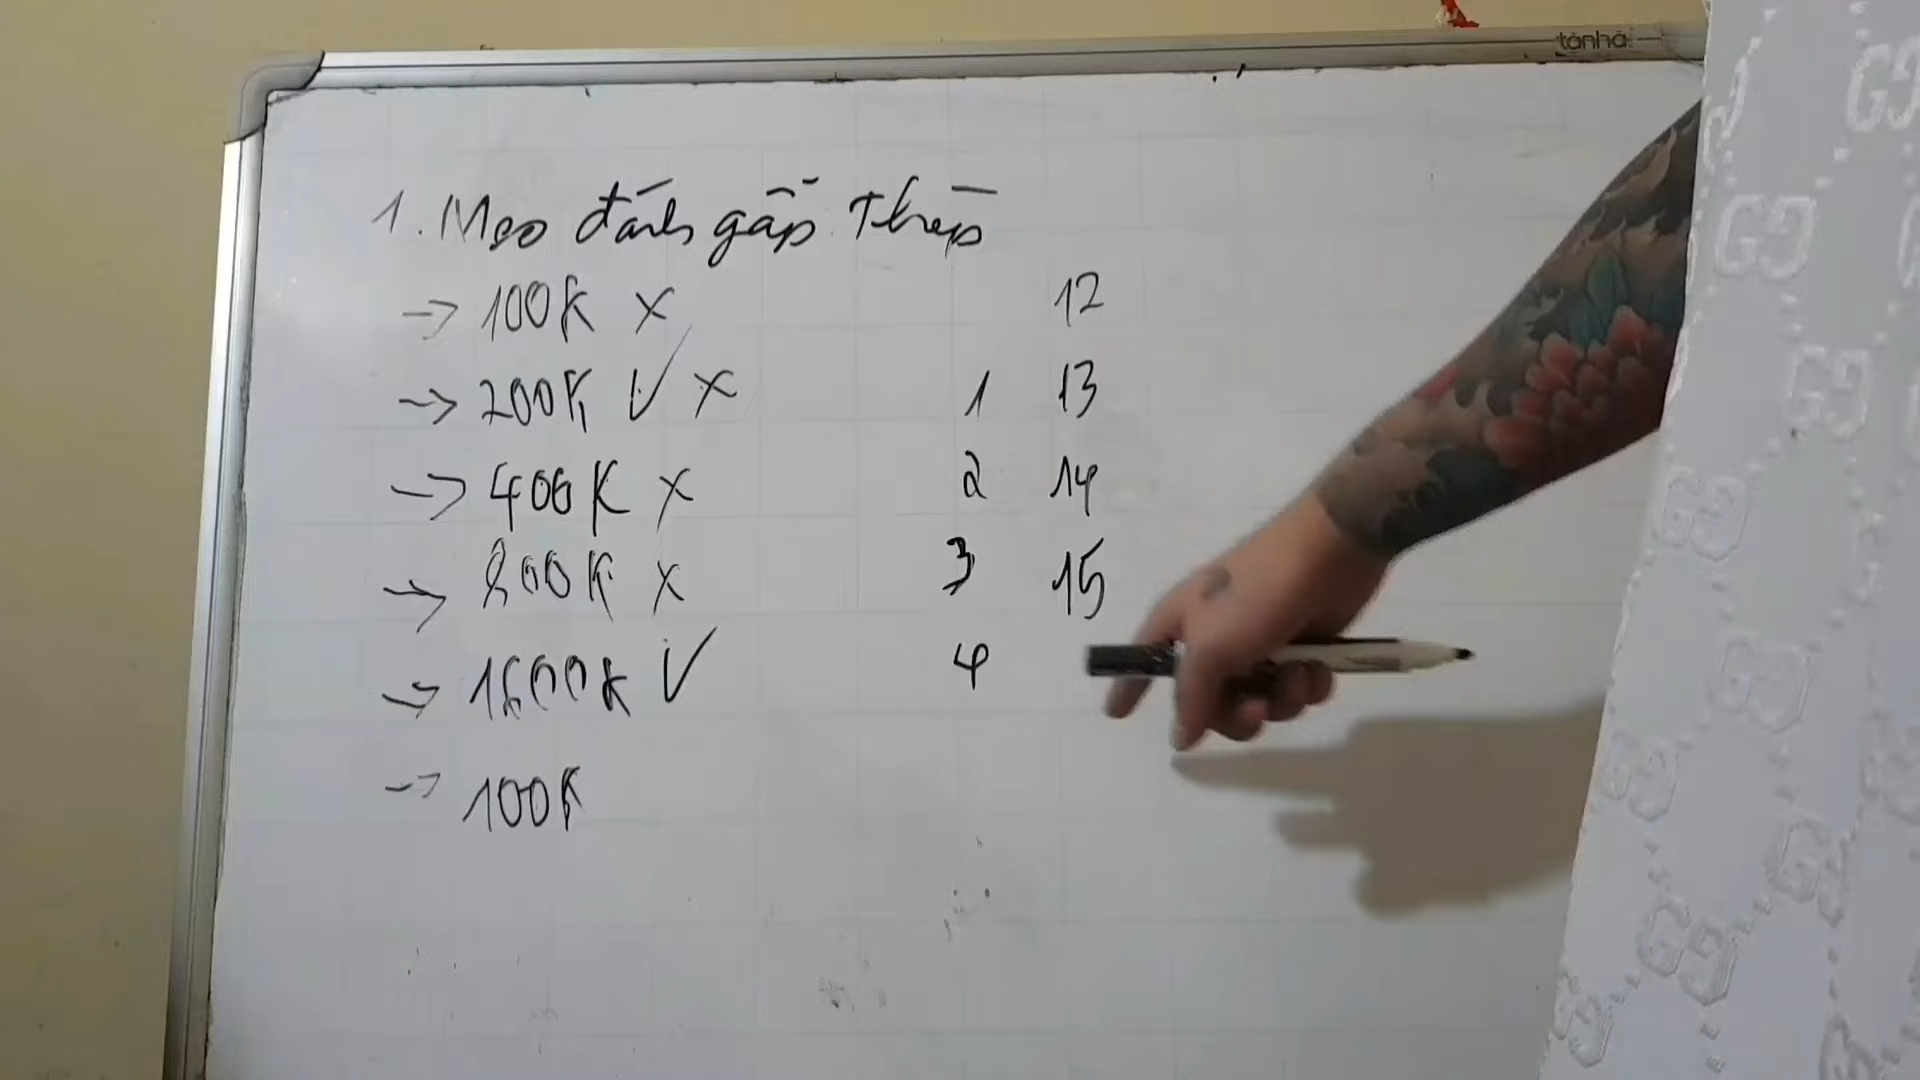 tánhà
1. Mẹo đánh gấp Thếp
→ 100K x 12
→ 200K √ x 1 13
→ 400K x 2 14
→ 800K x 3 15
→ 1600k √ 4
→ 100K